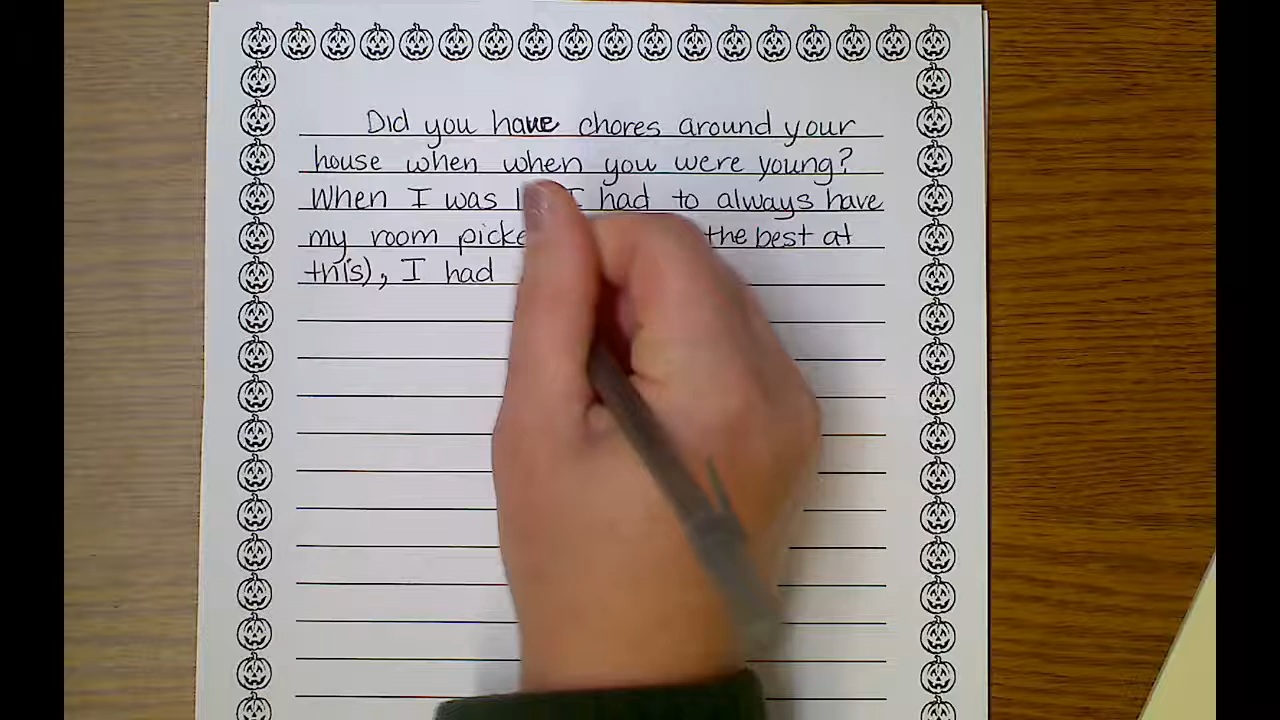 Did you have chores around your
house when when you were young?
When I was I had to always have
my room the best at
this), I had